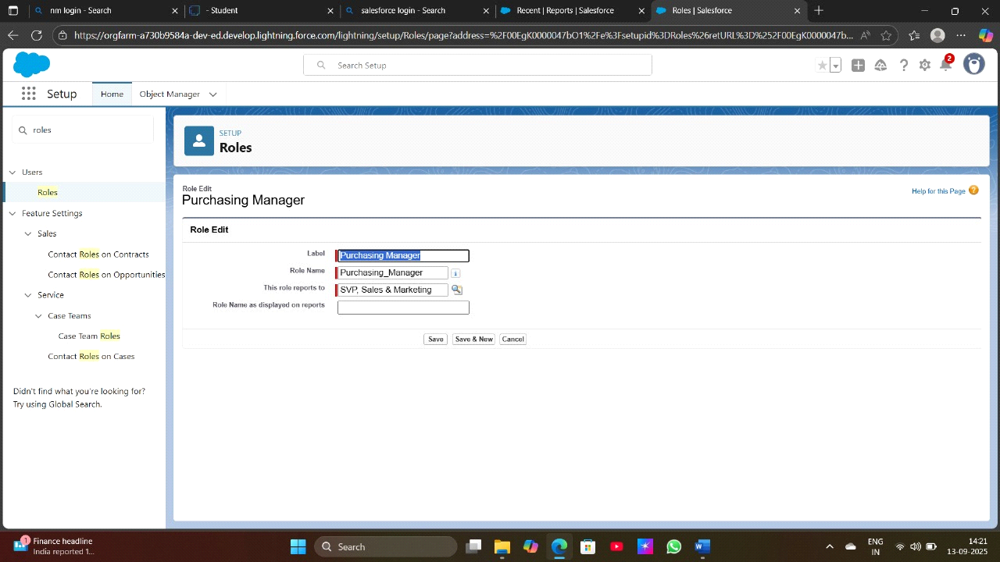 nm login - Search
- Student
salesforce login - Search
Recent | Reports | Salesforce
Roles | Salesforce
https://orgfarm-a730b9584a-dev-ed.develop.lightning.force.com/lightning/setup/Roles/page?address=%2F00EgK0000047bO1%2Fe%3Fsetupid%3DRoles%26retURL%3D%252F00EgK0000047b...
Search Setup
2
Setup
Home
Object Manager
roles
SETUP
Roles
Users
Roles
Feature Settings
Sales
Contact Roles on Contracts
Contact Roles on Opportunities
Service
Case Teams
Case Team Roles
Contact Roles on Cases
Didn't find what you're looking for?
Try using Global Search.
Role Edit
Purchasing Manager
Help for this Page
Role Edit
Label Purchasing Manager
Role Name Purchasing_Manager
This role reports to SVP, Sales & Marketing
Role Name as displayed on reports
Save Save & New Cancel
1
Finance headline
India reported 1...
Search
ENG
IN
14:21
13-09-2025